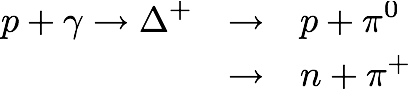 p + γ → Δ⁺ → p + π⁰
→ n + π⁺